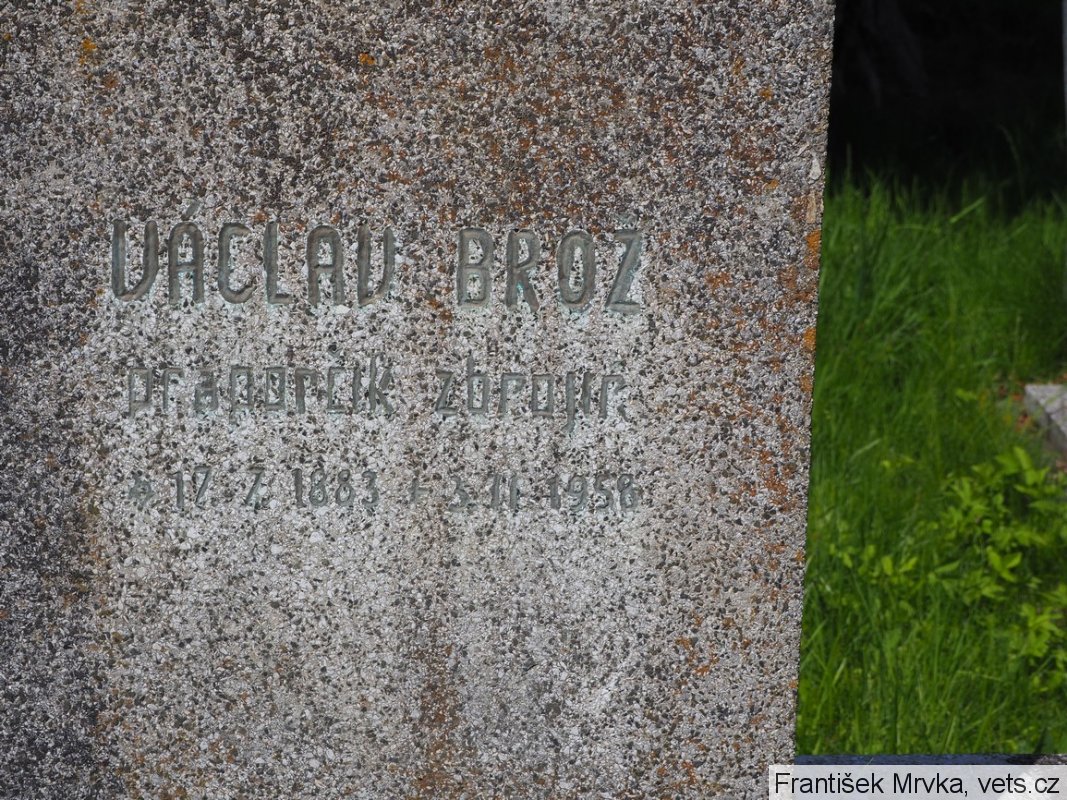 VÁCLAV BROŽ
praporčík zbrojíř.
* 17 7 1883 + 3.11 1958
František Mrvka, vets.cz